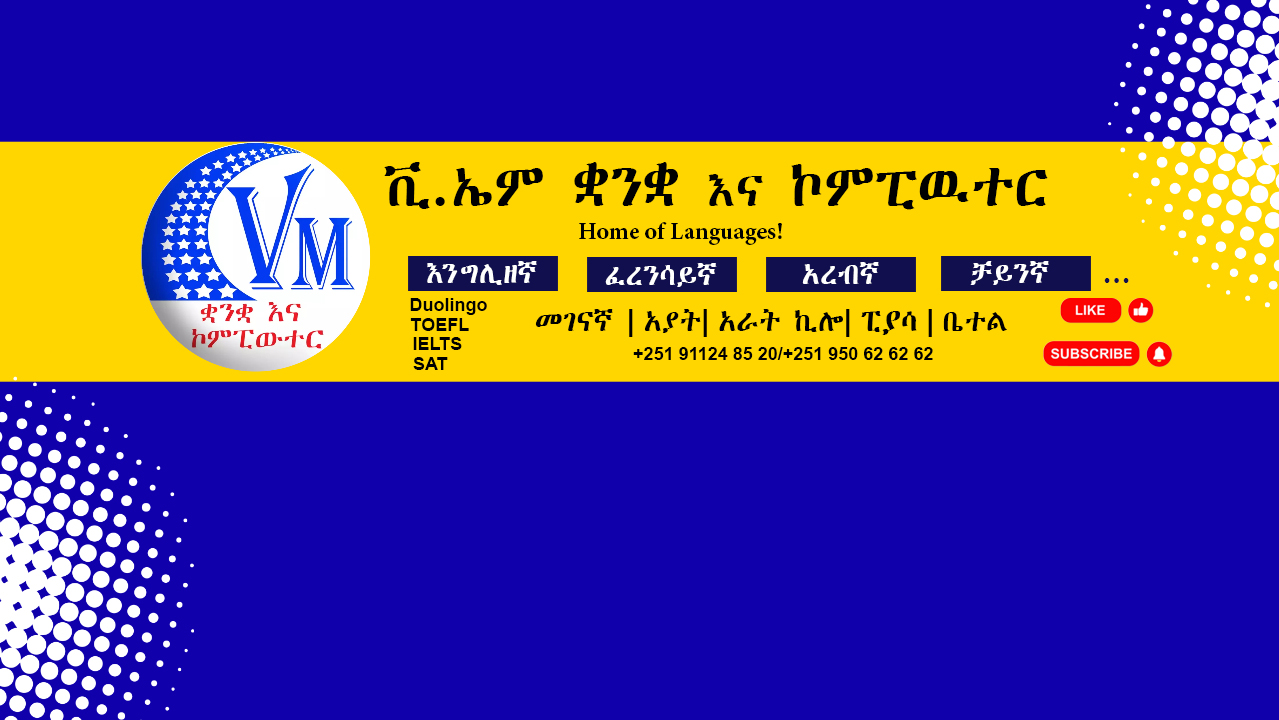 VM
ቋንቋ እና
ኮምፒውተር
ቪ.ኤም ቋንቋ እና ኮምፒዉተር
Home of Languages!
እንግሊዘኛ ፈረንሳይኛ አረብኛ ቻይንኛ ...
Duolingo
TOEFL
IELTS
SAT
መገናኛ | አያት| አራት ኪሎ| ፒያሳ | ቤተል
+251 91124 85 20/+251 950 62 62 62
LIKE
SUBSCRIBE